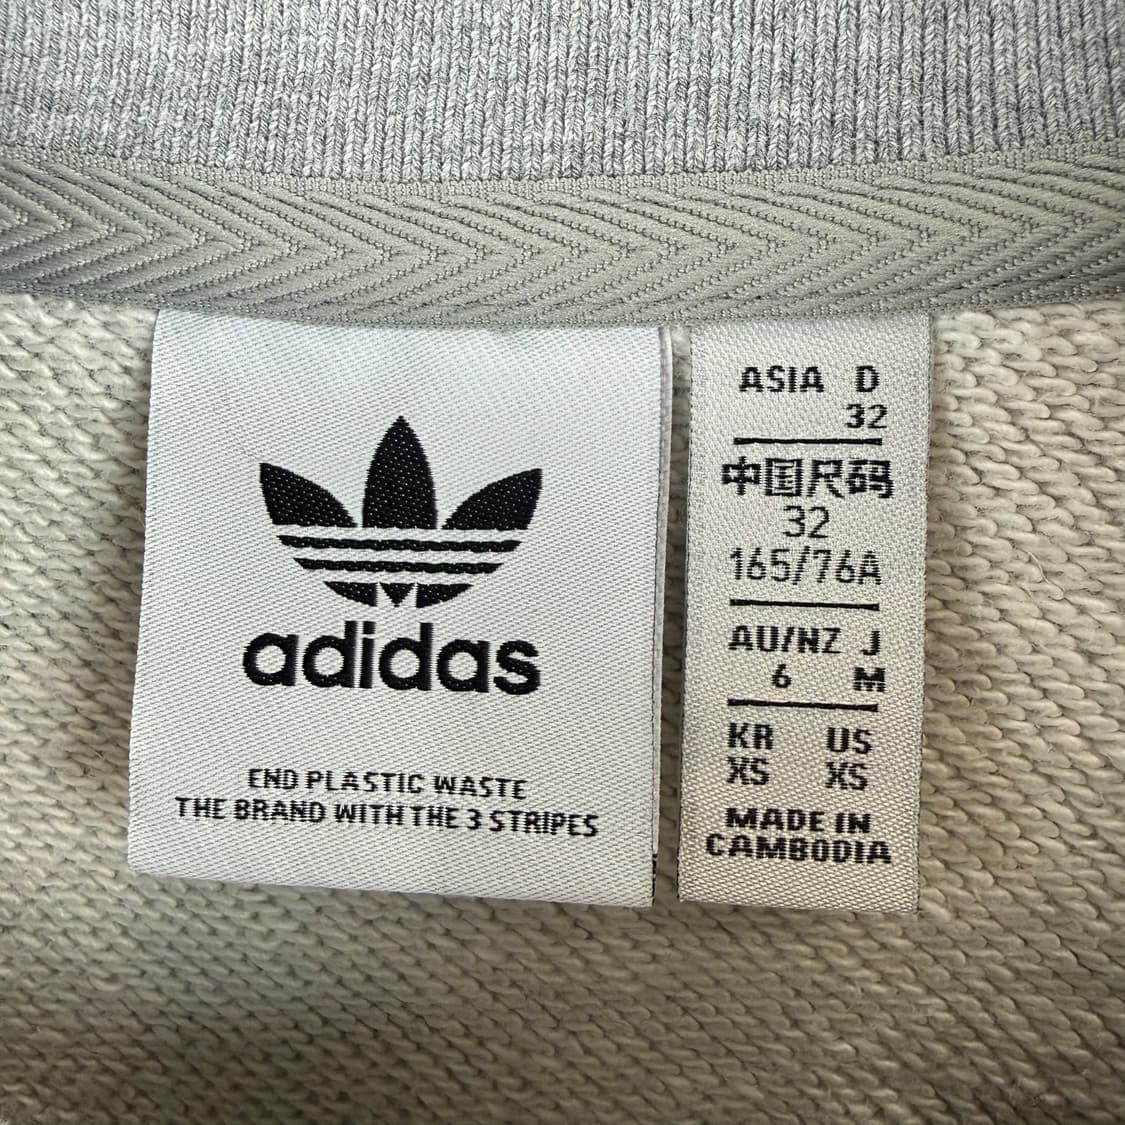 adidas
END PLASTIC WASTE
THE BRAND WITH THE 3 STRIPES
ASIA D
32
中国尺码
32
165/76A
AU/NZ J
6 M
KR US
XS XS
MADE IN
CAMBODIA